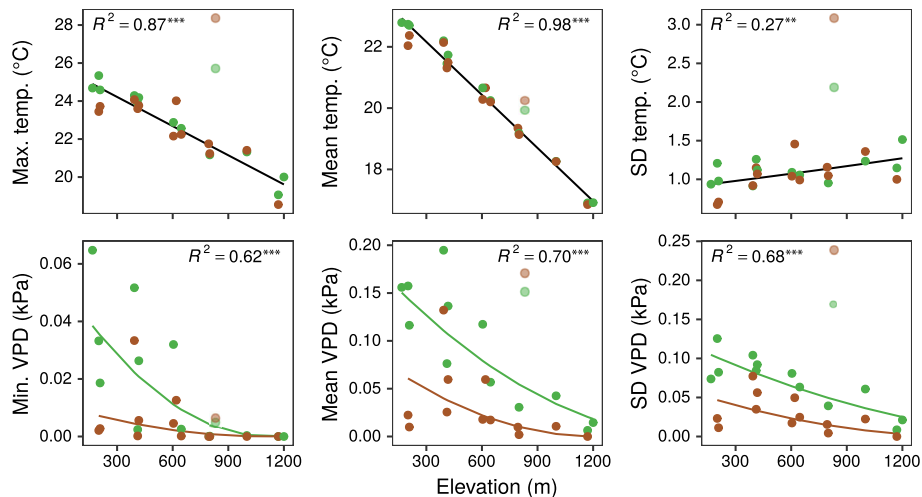 R² = 0.87***
Max. temp. (°C)
28
26
24
22
20
R² = 0.98***
Mean temp. (°C)
22
20
18
R² = 0.27**
SD temp. (°C)
3.0
2.5
2.0
1.5
1.0
R² = 0.62***
Min. VPD (kPa)
0.06
0.04
0.02
0.00
300 600 900 1200
R² = 0.70***
Mean VPD (kPa)
0.20
0.15
0.10
0.05
0.00
300 600 900 1200
R² = 0.68***
SD VPD (kPa)
0.25
0.20
0.15
0.10
0.05
0.00
300 600 900 1200
Elevation (m)